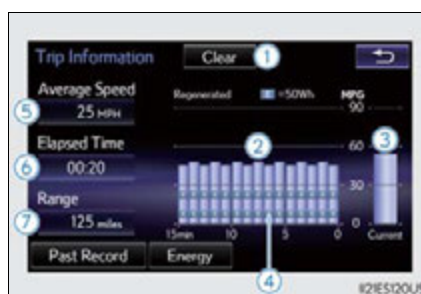 Trip Information Clear 1
Average Speed Regenerated E =50Wh MPG
5 25 MPH 90
Elapsed Time 2 60 3
6 00:20
Range 30
7 125 miles 0
15min 10 5 0 Current
Past Record Energy 4
II21ES120US